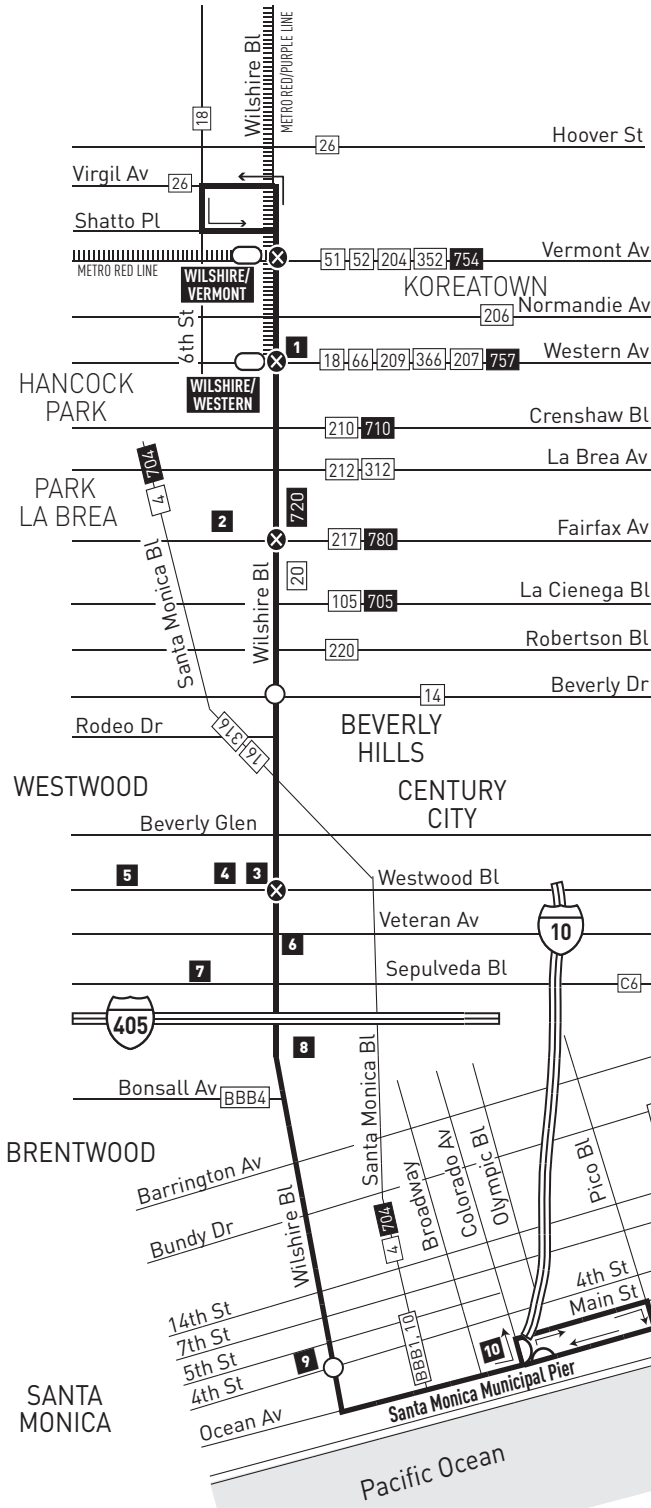 Wilshire Bl
METRO RED/PURPLE LINE
18
26
Hoover St
Virgil Av
26
Shatto Pl
METRO RED LINE
WILSHIRE/
VERMONT
51 52 204 352 754
Vermont Av
KOREATOWN
206
Normandie Av
6th St
1
18 66 209 366 207 757
Western Av
WILSHIRE/
WESTERN
HANCOCK
PARK
210 710
Crenshaw Bl
704
4
212 312
La Brea Av
PARK
LA BREA
2
720
217 780
Fairfax Av
Santa Monica Bl
Wilshire Bl
20
105 705
La Cienega Bl
220
Robertson Bl
14
Beverly Dr
Rodeo Dr
16, 316
16
BEVERLY
HILLS
WESTWOOD
CENTURY
CITY
Beverly Glen
5
4
3
Westwood Bl
Veteran Av
10
6
7
Sepulveda Bl
C6
405
8
Bonsall Av
BBB4
Santa Monica Bl
BRENTWOOD
Barrington Av
Bundy Dr
Wilshire Bl
Broadway
Colorado Av
Olympic Bl
Pico Bl
704
4
14th St
7th St
5th St
4th St
4th St
Main St
9
BBB1, 10
10
Ocean Av
Santa Monica Municipal Pier
SANTA
MONICA
Pacific Ocean